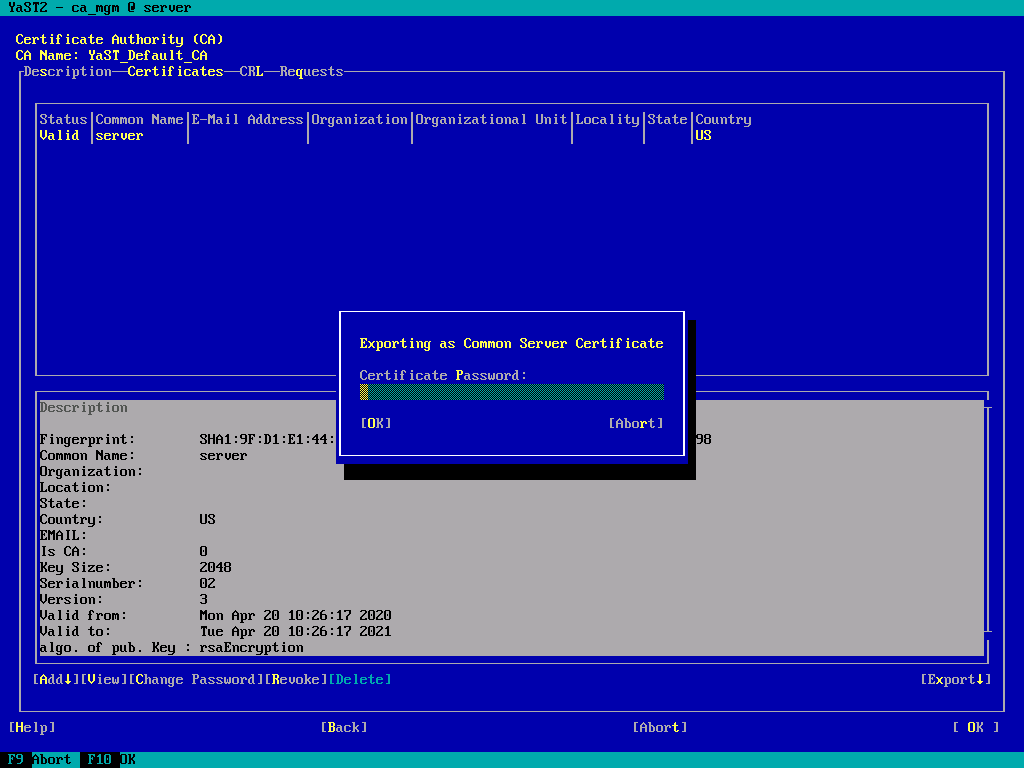 YaST2 - ca_mgm @ server
Certificate Authority (CA)
CA Name: YaST_Default_CA
Description Certificates CRL Requests
Status Common Name E-Mail Address Organization Organizational Unit Locality State Country
Valid server US
Exporting as Common Server Certificate
Certificate Password:
[OK] [Abort]
Description
Fingerprint: SHA1:9F:D1:E1:44: 98
Common Name: server
Organization:
Location:
State:
Country: US
EMAIL:
Is CA: 0
Key Size: 2048
Serialnumber: 02
Version: 3
Valid from: Mon Apr 20 10:26:17 2020
Valid to: Tue Apr 20 10:26:17 2021
algo. of pub. Key : rsaEncryption
[Add↓][View][Change Password][Revoke][Delete] [Export↓]
[Help] [Back] [Abort] [ OK ]
F9 Abort F10 OK